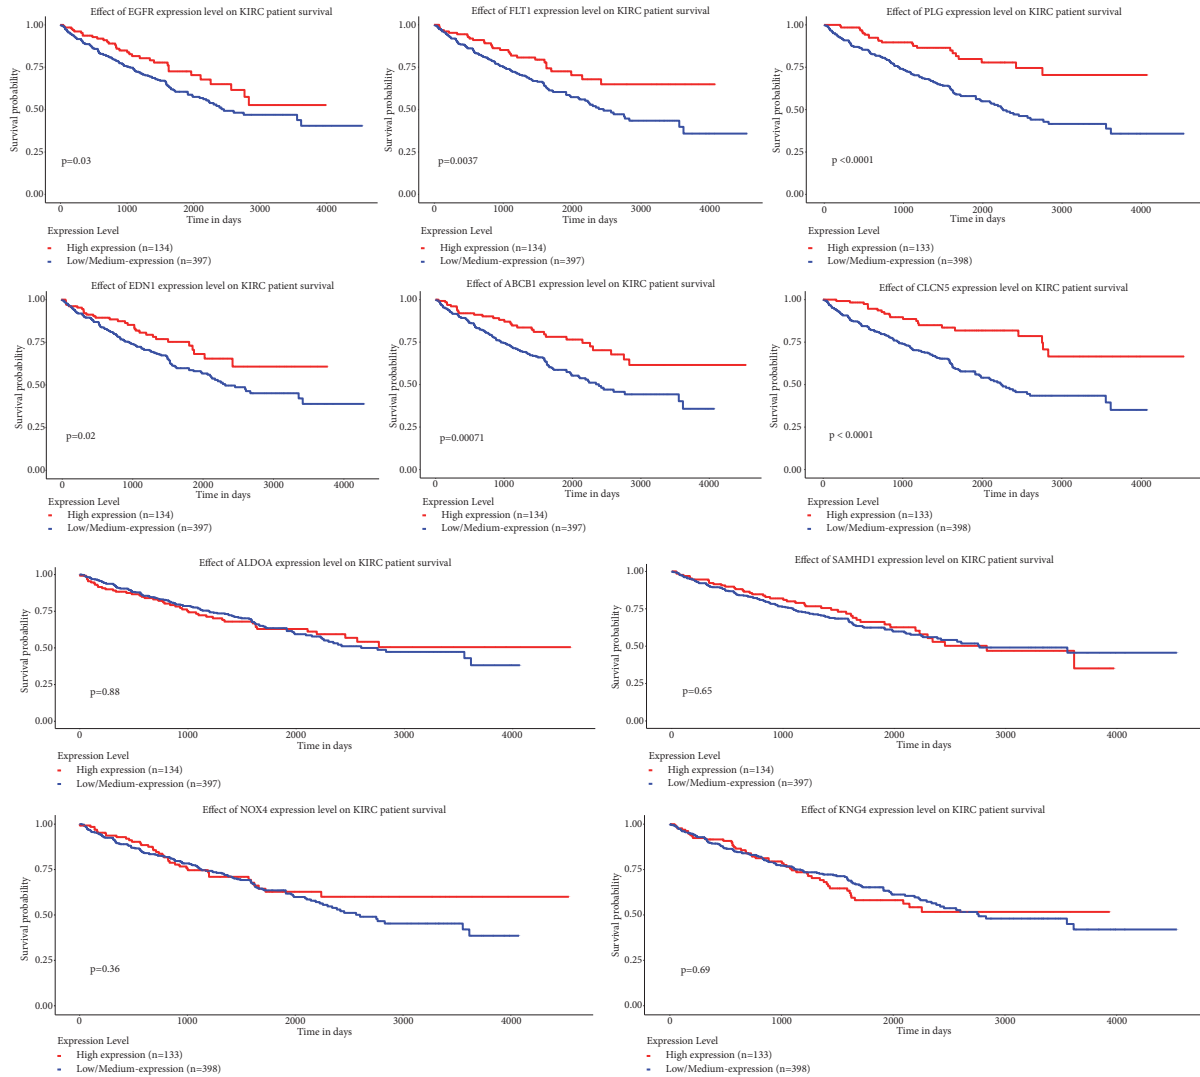 Effect of EGFR expression level on KIRC patient survival
1.00
0.75
0.50
0.25
0.00
Survival probability
p=0.03
0 1000 2000 3000 4000
Time in days
Expression Level
High expression (n=134)
Low/Medium-expression (n=397)
Effect of FLT1 expression level on KIRC patient survival
1.00
0.75
0.50
0.25
0.00
Survival probability
p=0.0037
0 1000 2000 3000 4000
Time in days
Expression Level
High expression (n=134)
Low/Medium-expression (n=397)
Effect of PLG expression level on KIRC patient survival
1.00
0.75
0.50
0.25
0.00
Survival probability
p <0.0001
0 1000 2000 3000 4000
Time in days
Expression Level
High expression (n=133)
Low/Medium-expression (n=398)
Effect of EDN1 expression level on KIRC patient survival
1.00
0.75
0.50
0.25
0.00
Survival probability
p=0.02
0 1000 2000 3000 4000
Time in days
Expression Level
High expression (n=134)
Low/Medium-expression (n=397)
Effect of ABCB1 expression level on KIRC patient survival
1.00
0.75
0.50
0.25
0.00
Survival probability
p=0.00071
0 1000 2000 3000 4000
Time in days
Expression Level
High expression (n=134)
Low/Medium-expression (n=397)
Effect of CLCN5 expression level on KIRC patient survival
1.00
0.75
0.50
0.25
0.00
Survival probability
p < 0.0001
0 1000 2000 3000 4000
Time in days
Expression Level
High expression (n=133)
Low/Medium-expression (n=398)
Effect of ALDOA expression level on KIRC patient survival
1.00
0.75
0.50
0.25
0.00
Survival probability
p=0.88
0 1000 2000 3000 4000
Time in days
Expression Level
High expression (n=134)
Low/Medium-expression (n=397)
Effect of SAMHD1 expression level on KIRC patient survival
1.00
0.75
0.50
0.25
0.00
Survival probability
p=0.65
0 1000 2000 3000 4000
Time in days
Expression Level
High expression (n=134)
Low/Medium-expression (n=397)
Effect of NOX4 expression level on KIRC patient survival
1.00
0.75
0.50
0.25
0.00
Survival probability
p=0.36
0 1000 2000 3000 4000
Time in days
Expression Level
High expression (n=133)
Low/Medium-expression (n=398)
Effect of KNG4 expression level on KIRC patient survival
1.00
0.75
0.50
0.25
0.00
Survival probability
p=0.69
0 1000 2000 3000 4000
Time in days
Expression Level
High expression (n=133)
Low/Medium-expression (n=398)